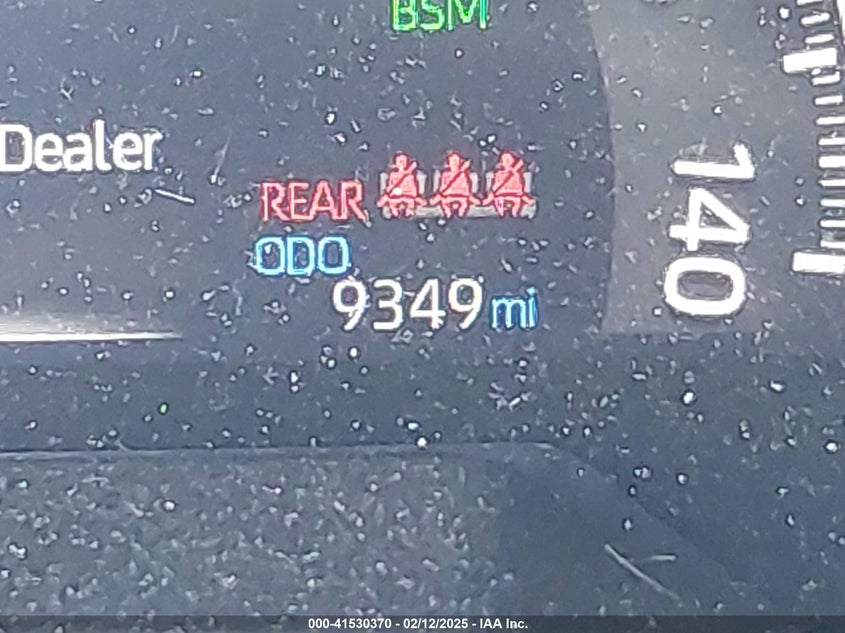 BSM
Dealer
REAR
ODO
9349 mi
140
000-41530370 - 02/12/2025 - IAA Inc.